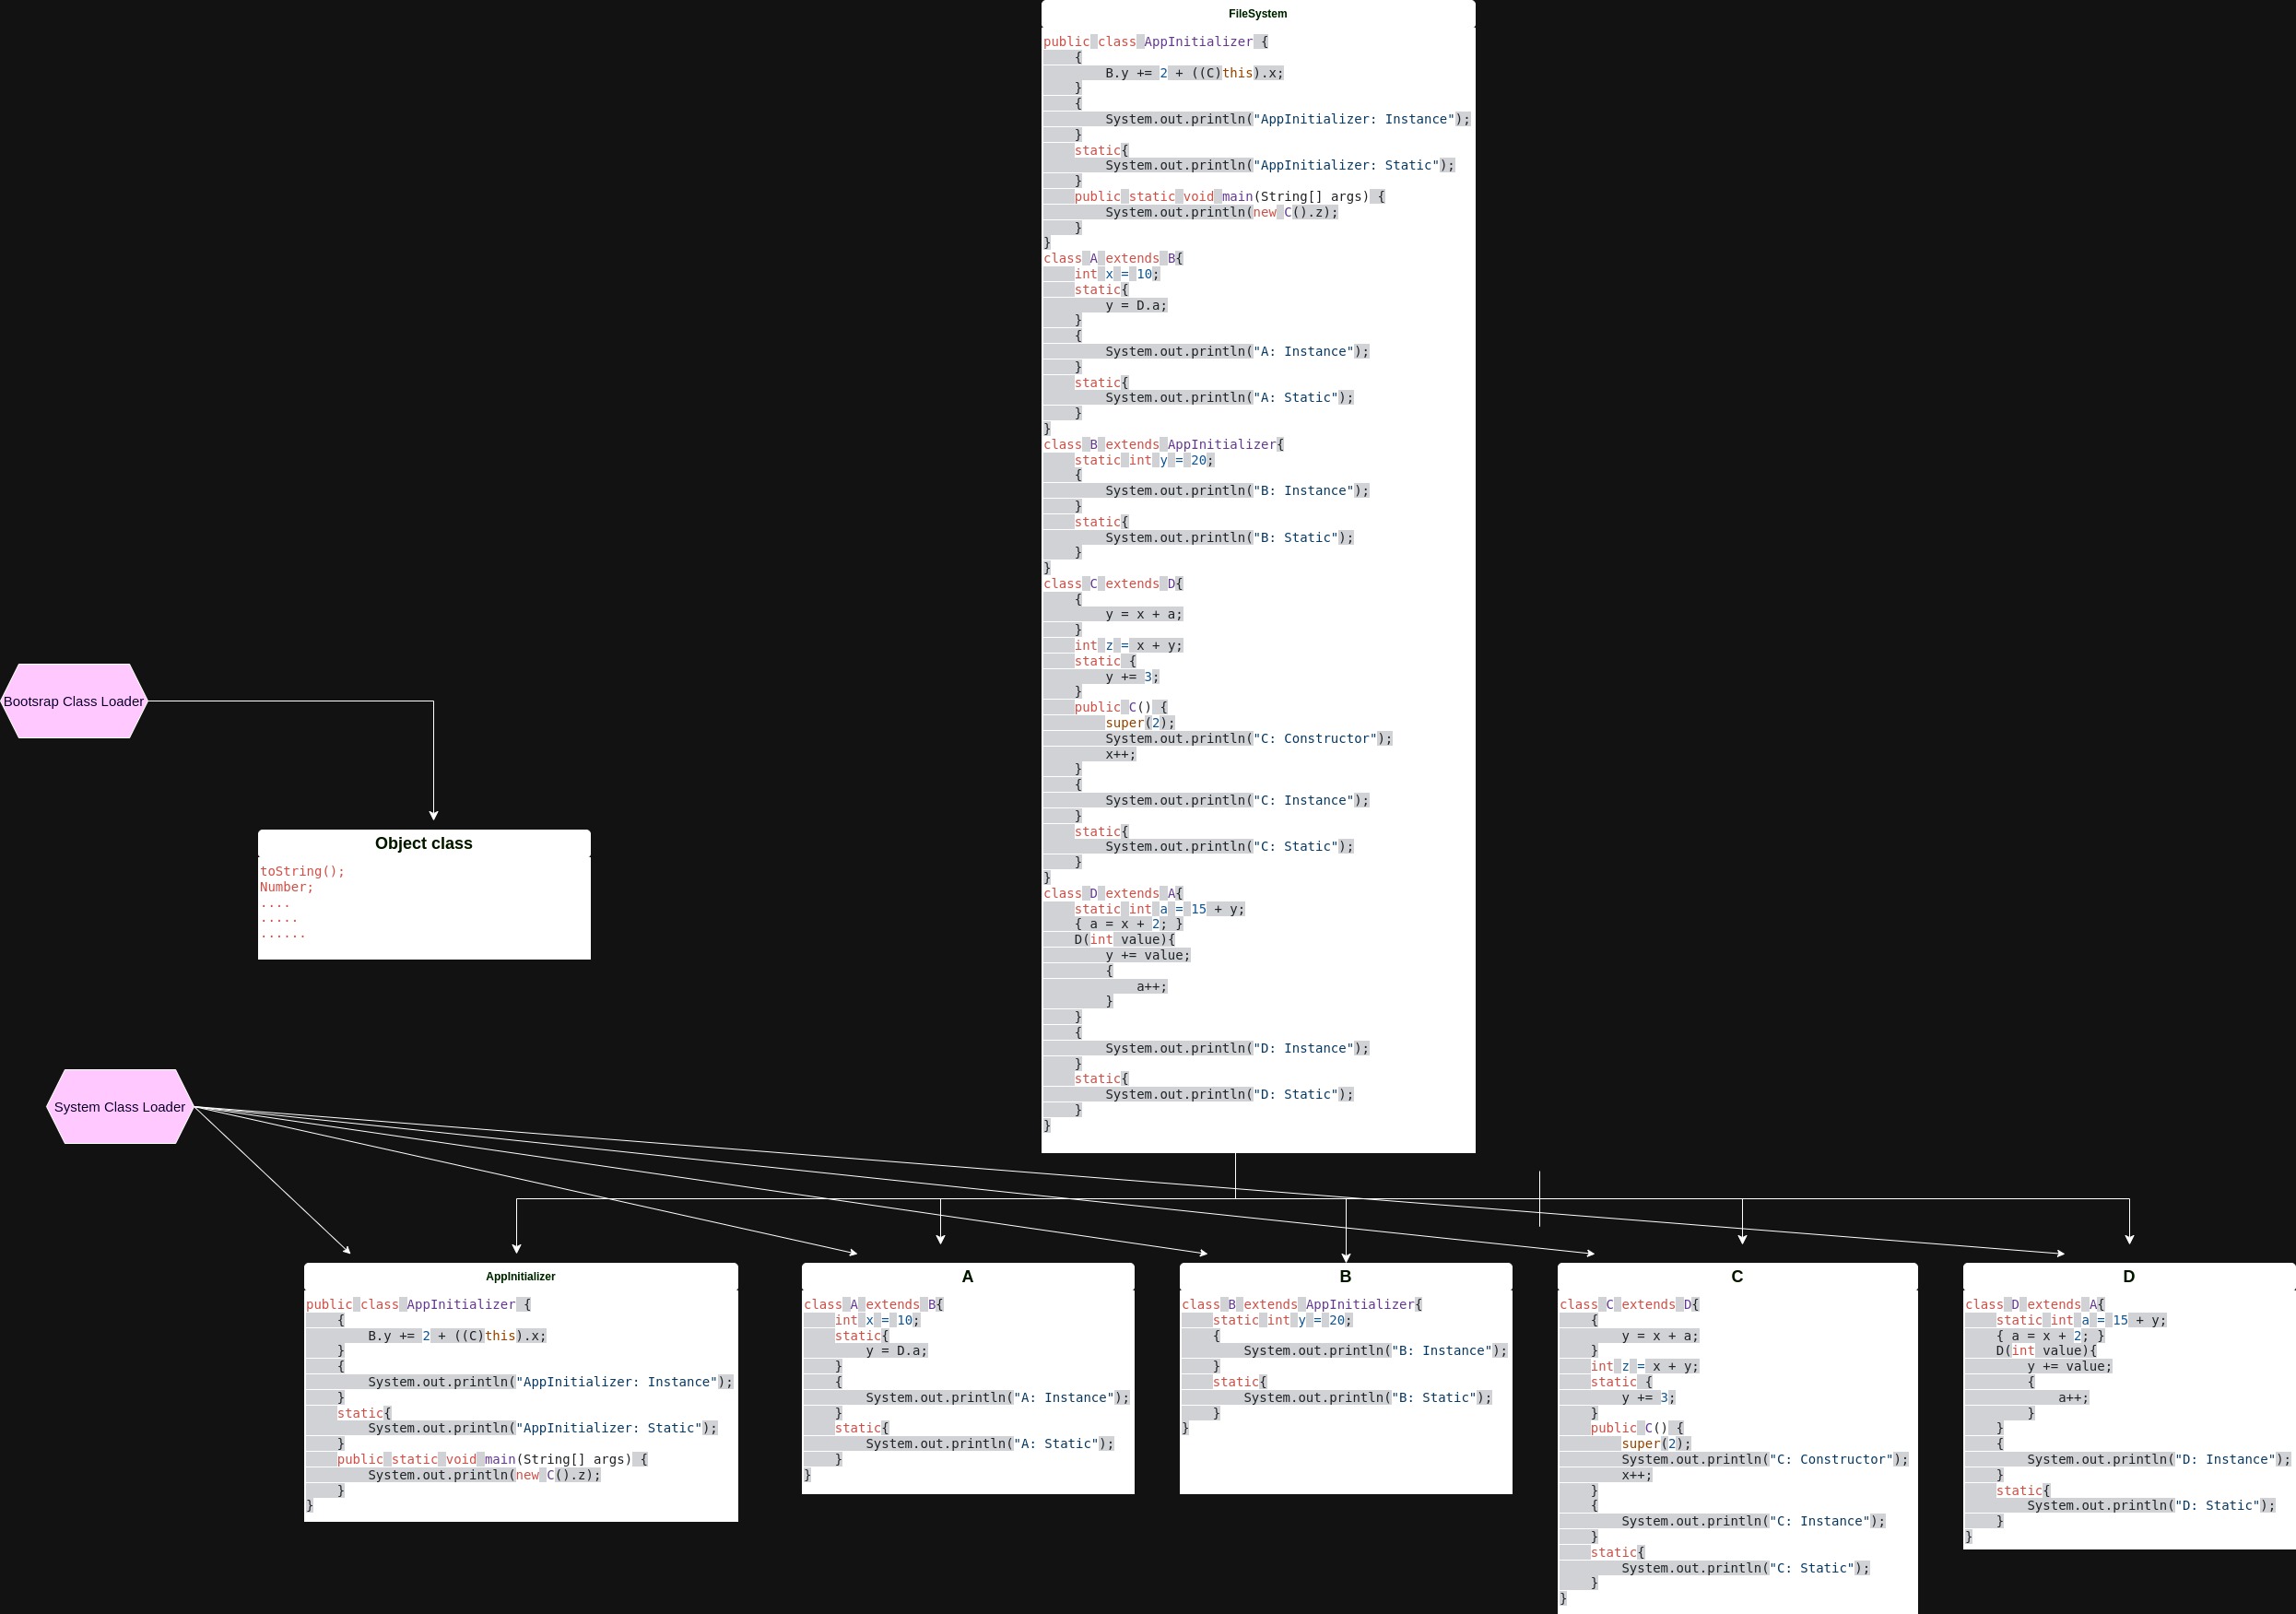 FileSystem
public class AppInitializer {
    {
        B.y += 2 + ((C)this).x;
    }
    {
        System.out.println("AppInitializer: Instance");
    }
    static{
        System.out.println("AppInitializer: Static");
    }
    public static void main(String[] args) {
        System.out.println(new C().z);
    }
}
class A extends B{
    int x = 10;
    static{
        y = D.a;
    }
    {
        System.out.println("A: Instance");
    }
    static{
        System.out.println("A: Static");
    }
}
class B extends AppInitializer{
    static int y = 20;
    {
        System.out.println("B: Instance");
    }
    static{
        System.out.println("B: Static");
    }
}
class C extends D{
    {
        y = x + a;
    }
    int z = x + y;
    static {
        y += 3;
    }
    public C() {
        super(2);
        System.out.println("C: Constructor");
        x++;
    }
    {
        System.out.println("C: Instance");
    }
    static{
        System.out.println("C: Static");
    }
}
class D extends A{
    static int a = 15 + y;
    { a = x + 2; }
    D(int value){
        y += value;
        {
            a++;
        }
    }
    {
        System.out.println("D: Instance");
    }
    static{
        System.out.println("D: Static");
    }
}
Bootsrap Class Loader
Object class
toString();
Number;
....
.....
......
System Class Loader
AppInitializer
public class AppInitializer {
    {
        B.y += 2 + ((C)this).x;
    }
    {
        System.out.println("AppInitializer: Instance");
    }
    static{
        System.out.println("AppInitializer: Static");
    }
    public static void main(String[] args) {
        System.out.println(new C().z);
    }
}
A
class A extends B{
    int x = 10;
    static{
        y = D.a;
    }
    {
        System.out.println("A: Instance");
    }
    static{
        System.out.println("A: Static");
    }
}
B
class B extends AppInitializer{
    static int y = 20;
    {
        System.out.println("B: Instance");
    }
    static{
        System.out.println("B: Static");
    }
}
C
class C extends D{
    {
        y = x + a;
    }
    int z = x + y;
    static {
        y += 3;
    }
    public C() {
        super(2);
        System.out.println("C: Constructor");
        x++;
    }
    {
        System.out.println("C: Instance");
    }
    static{
        System.out.println("C: Static");
    }
}
D
class D extends A{
    static int a = 15 + y;
    { a = x + 2; }
    D(int value){
        y += value;
        {
            a++;
        }
    }
    {
        System.out.println("D: Instance");
    }
    static{
        System.out.println("D: Static");
    }
}